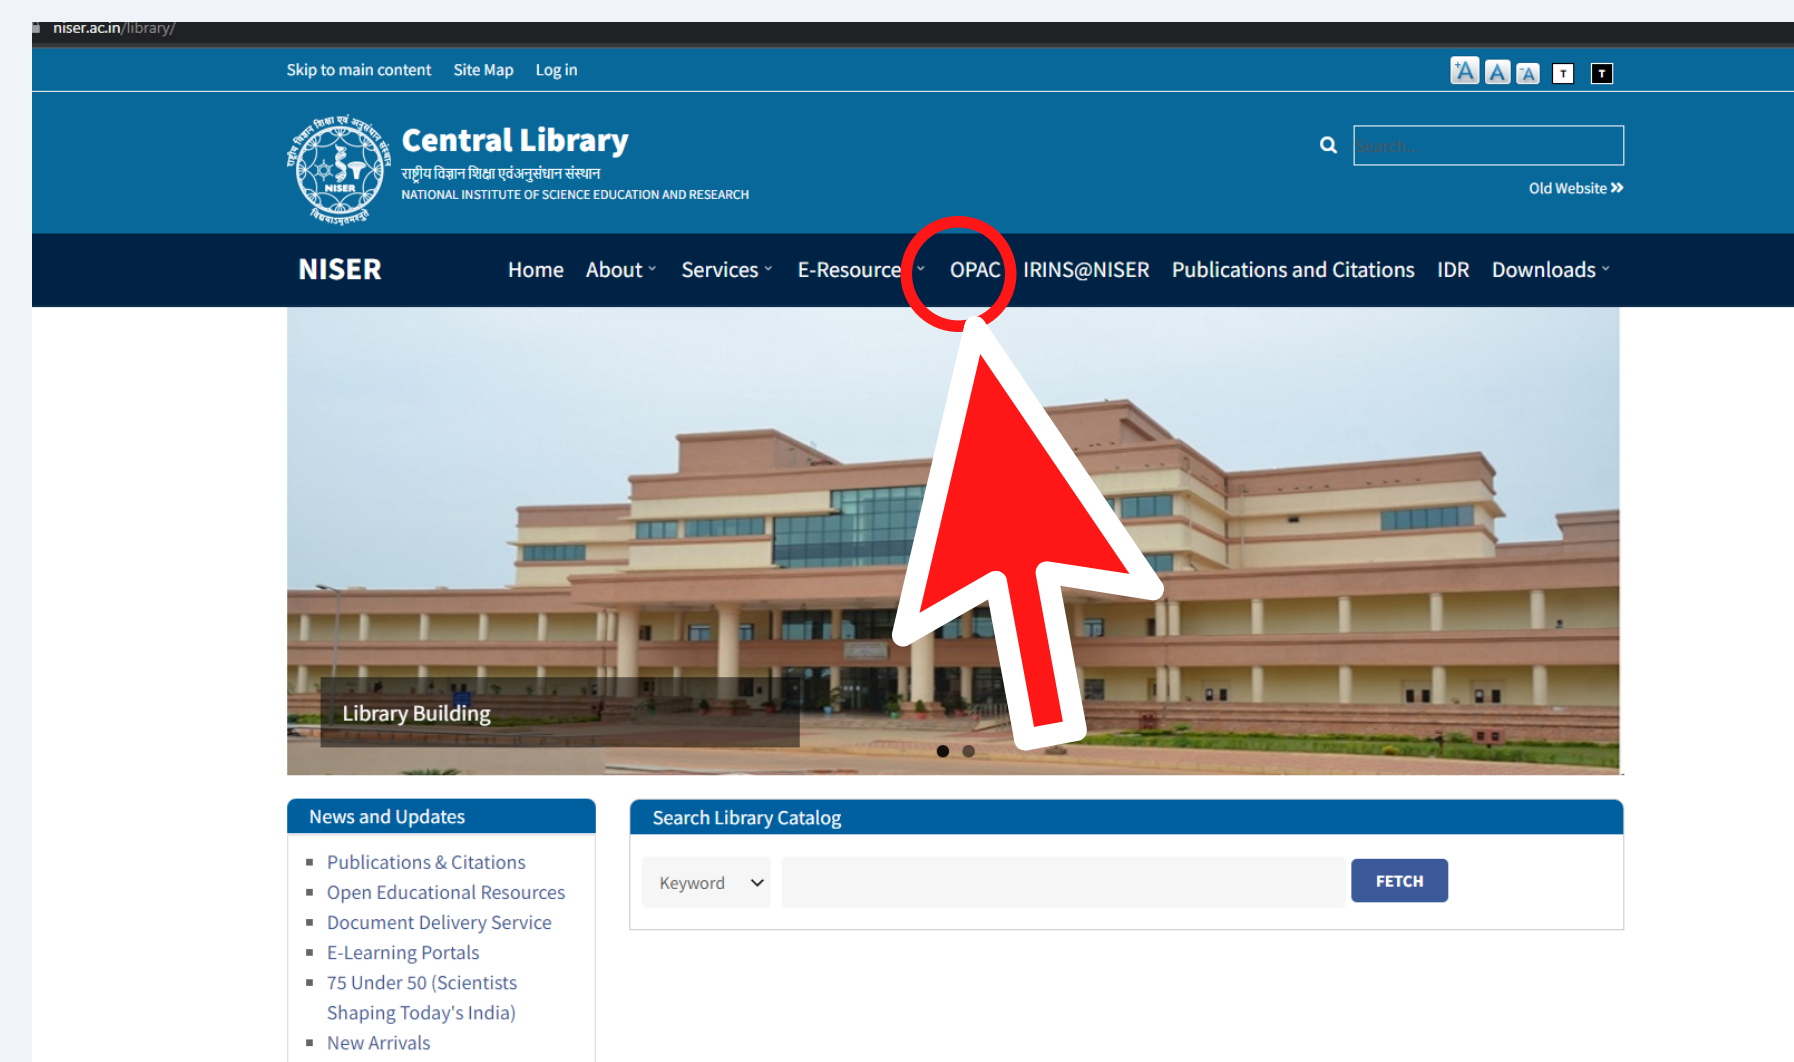 niser.ac.in/library/
Skip to main content Site Map Log in
+A A -A T T
Central Library
राष्ट्रीय विज्ञान शिक्षा एवंअनुसंधान संस्थान
NATIONAL INSTITUTE OF SCIENCE EDUCATION AND RESEARCH
NISER
Search...
Old Website »
NISER Home About Services E-Resource OPAC IRINS@NISER Publications and Citations IDR Downloads
Library Building
News and Updates
Publications & Citations
Open Educational Resources
Document Delivery Service
E-Learning Portals
75 Under 50 (Scientists
Shaping Today's India)
New Arrivals
Search Library Catalog
Keyword
FETCH